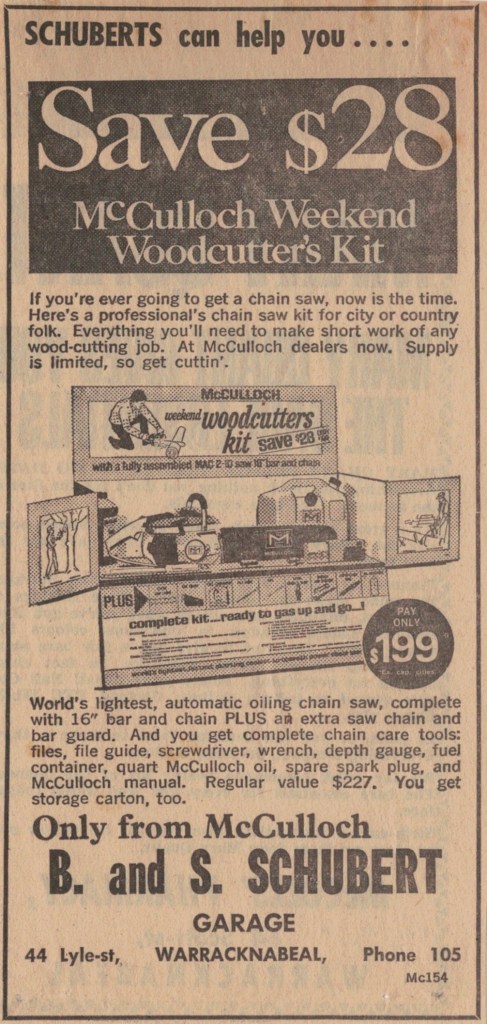 SCHUBERTS can help you....
Save $28
McCulloch Weekend
Woodcutter's Kit
If you're ever going to get a chain saw, now is the time.
Here's a professional's chain saw kit for city or country
folk. Everything you'll need to make short work of any
wood-cutting job. At McCulloch dealers now. Supply
is limited, so get cuttin'.
McCULLOCH
weekend woodcutters
kit save $28
with a fully assembled MAC 2-10 saw 16" bar and chain
PLUS
complete kit...ready to gas up and go...!
PAY
ONLY
$199
World's lightest, automatic oiling chain saw, complete
with 16" bar and chain PLUS an extra saw chain and
bar guard. And you get complete chain care tools:
files, file guide, screwdriver, wrench, depth gauge, fuel
container, quart McCulloch oil, spare spark plug, and
McCulloch manual. Regular value $227. You get
storage carton, too.
Only from McCulloch
B. and S. SCHUBERT
GARAGE
44 Lyle-st, WARRACKNABEAL, Phone 105
Mc154